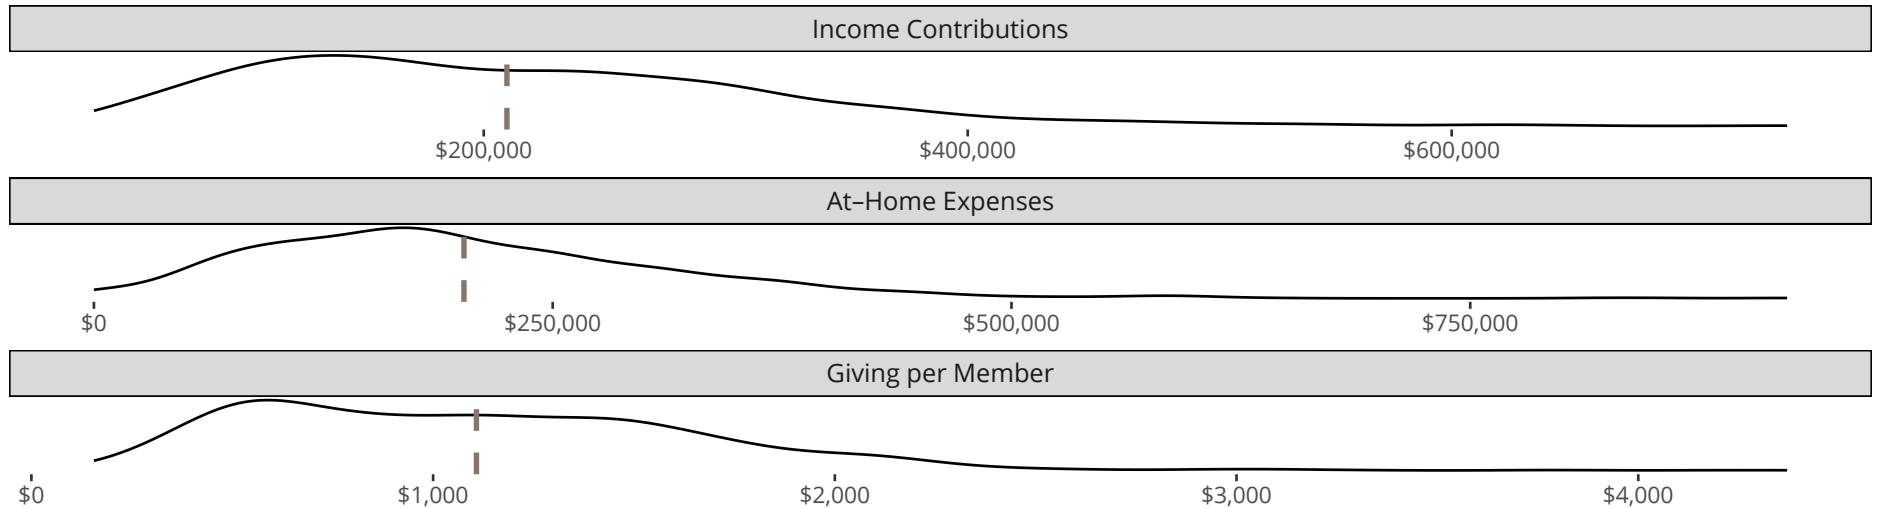 Income Contributions
$200,000 $400,000 $600,000
At–Home Expenses
$0 $250,000 $500,000 $750,000
Giving per Member
$0 $1,000 $2,000 $3,000 $4,000